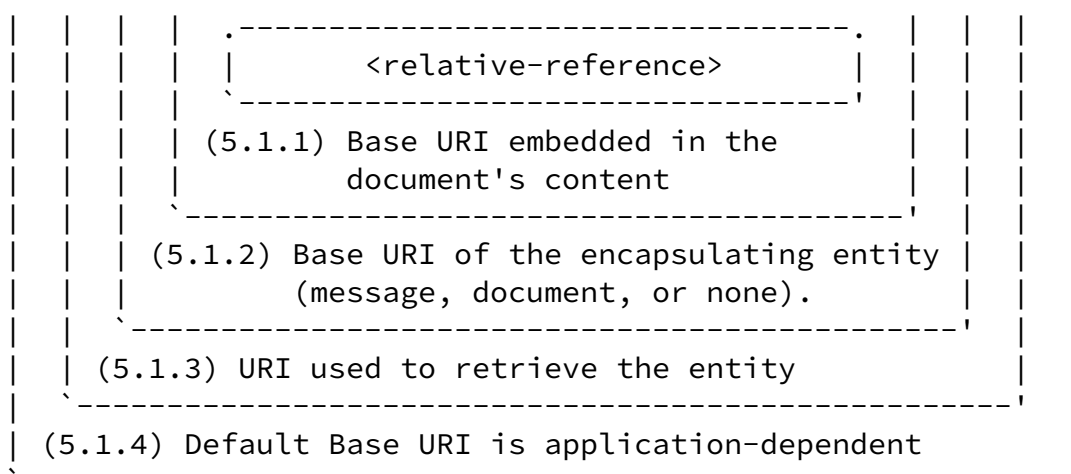 <relative-reference>
(5.1.1) Base URI embedded in the
document's content
(5.1.2) Base URI of the encapsulating entity
(message, document, or none).
(5.1.3) URI used to retrieve the entity
(5.1.4) Default Base URI is application-dependent